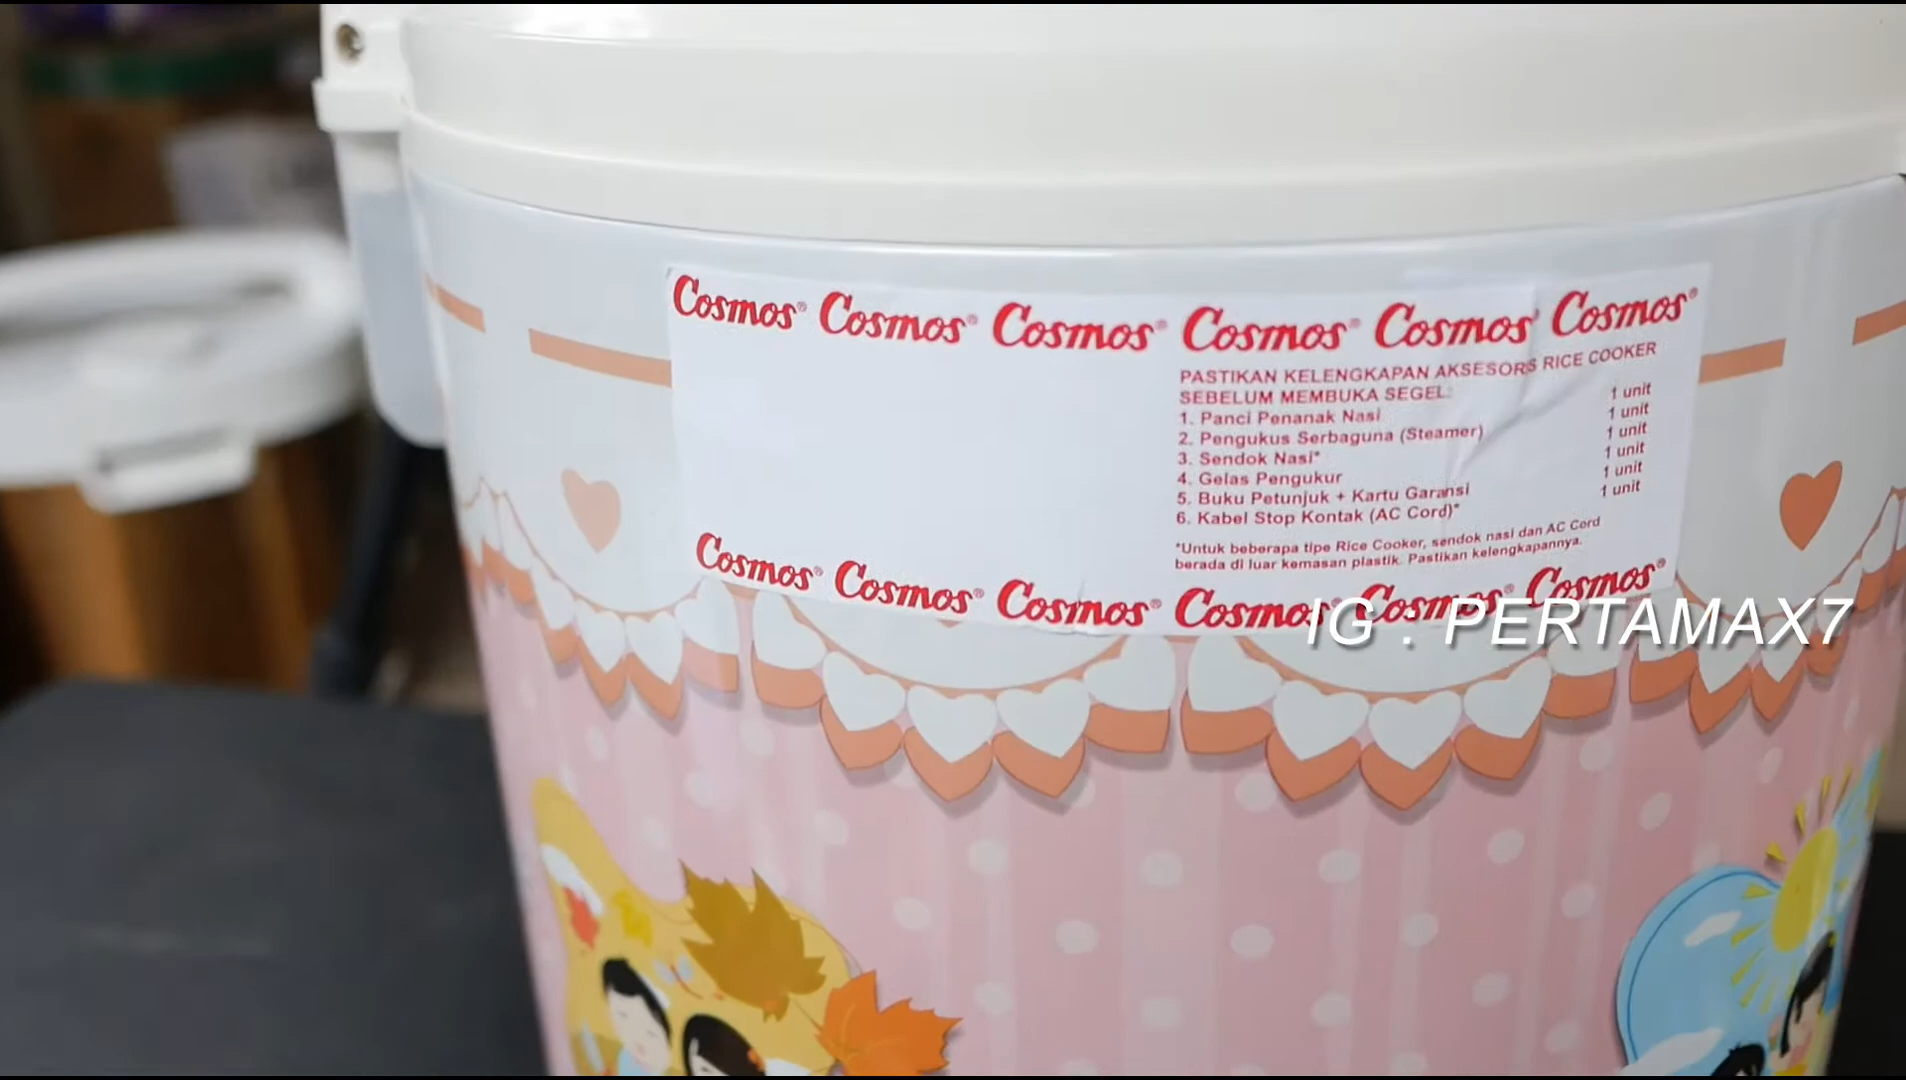 Cosmos® Cosmos® Cosmos® Cosmos® Cosmos® Cosmos®
PASTIKAN KELENGKAPAN AKSESORS RICE COOKER
SEBELUM MEMBUKA SEGEL:
1. Panci Penanak Nasi 1 unit
2. Pengukus Serbaguna (Steamer) 1 unit
3. Sendok Nasi* 1 unit
4. Gelas Pengukur 1 unit
5. Buku Petunjuk + Kartu Garansi 1 unit
6. Kabel Stop Kontak (AC Cord)* 1 unit
*Untuk beberapa tipe Rice Cooker, sendok nasi dan AC Cord
berada di luar kemasan plastik. Pastikan kelengkapannya.
Cosmos® Cosmos® Cosmos® Cosmos® Cosmos® Cosmos®
IG . PERTAMAX7